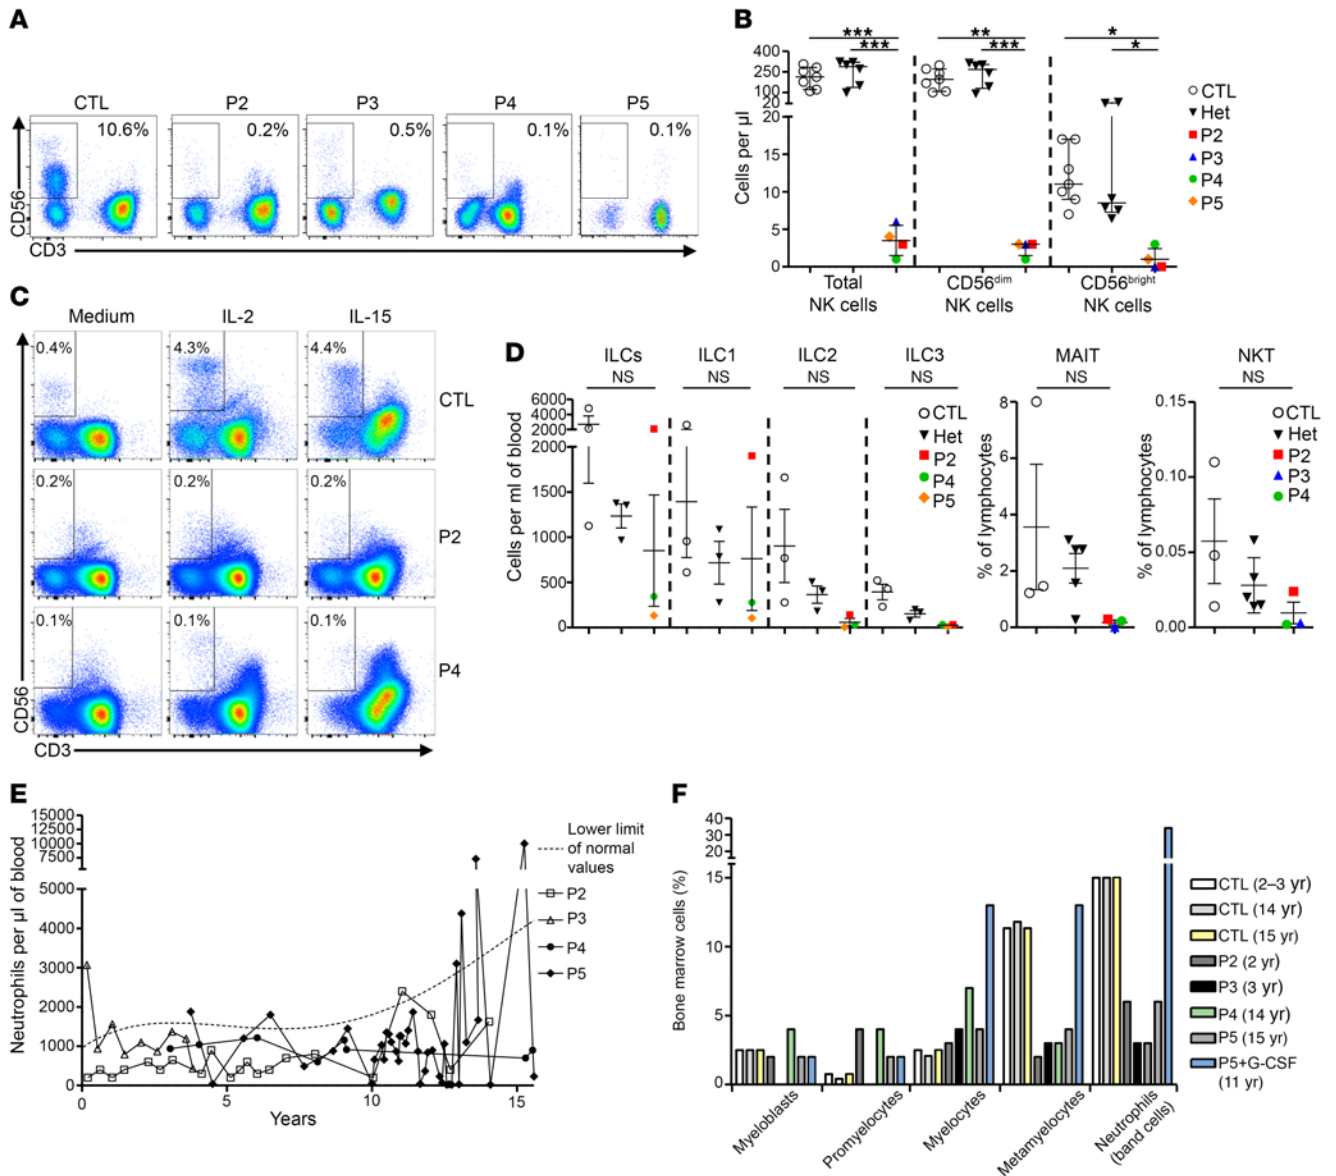 A
CTL
P2
P3
P4
P5
10.6%
0.2%
0.5%
0.1%
0.1%
CD56
CD3
B
Cells per µl
400
250
100
20
20
15
10
5
0
***
***
**
***
*
*
Total
NK cells
CD56dim
NK cells
CD56bright
NK cells
CTL
Het
P2
P3
P4
P5
C
Medium
IL-2
IL-15
0.4%
4.3%
4.4%
CTL
0.2%
0.2%
0.2%
P2
0.1%
0.1%
0.1%
P4
CD56
CD3
D
ILCs
ILC1
ILC2
ILC3
MAIT
NKT
NS
NS
NS
NS
NS
NS
Cells per ml of blood
6000
4000
2000
2000
1500
1000
500
0
CTL
Het
P2
P4
P5
% of lymphocytes
8
6
4
2
0
% of lymphocytes
0.15
0.10
0.05
0.00
CTL
Het
P2
P3
P4
E
Neutrophils per µl of blood
15000
12500
10000
7500
5000
4000
3000
2000
1000
0
0
5
10
15
Years
Lower limit
of normal
values
P2
P3
P4
P5
F
Bone marrow cells (%)
40
30
20
15
10
5
0
Myeloblasts
Promyelocytes
Myelocytes
Metamyelocytes
Neutrophils
(band cells)
CTL (2–3 yr)
CTL (14 yr)
CTL (15 yr)
P2 (2 yr)
P3 (3 yr)
P4 (14 yr)
P5 (15 yr)
P5+G-CSF
(11 yr)